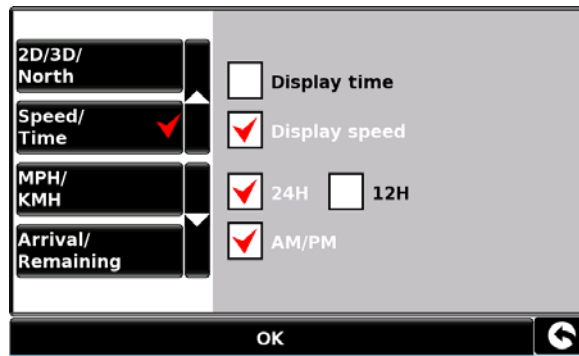 2D/3D/
North
Speed/
Time
MPH/
KMH
Arrival/
Remaining
Display time
Display speed
24H 12H
AM/PM
OK